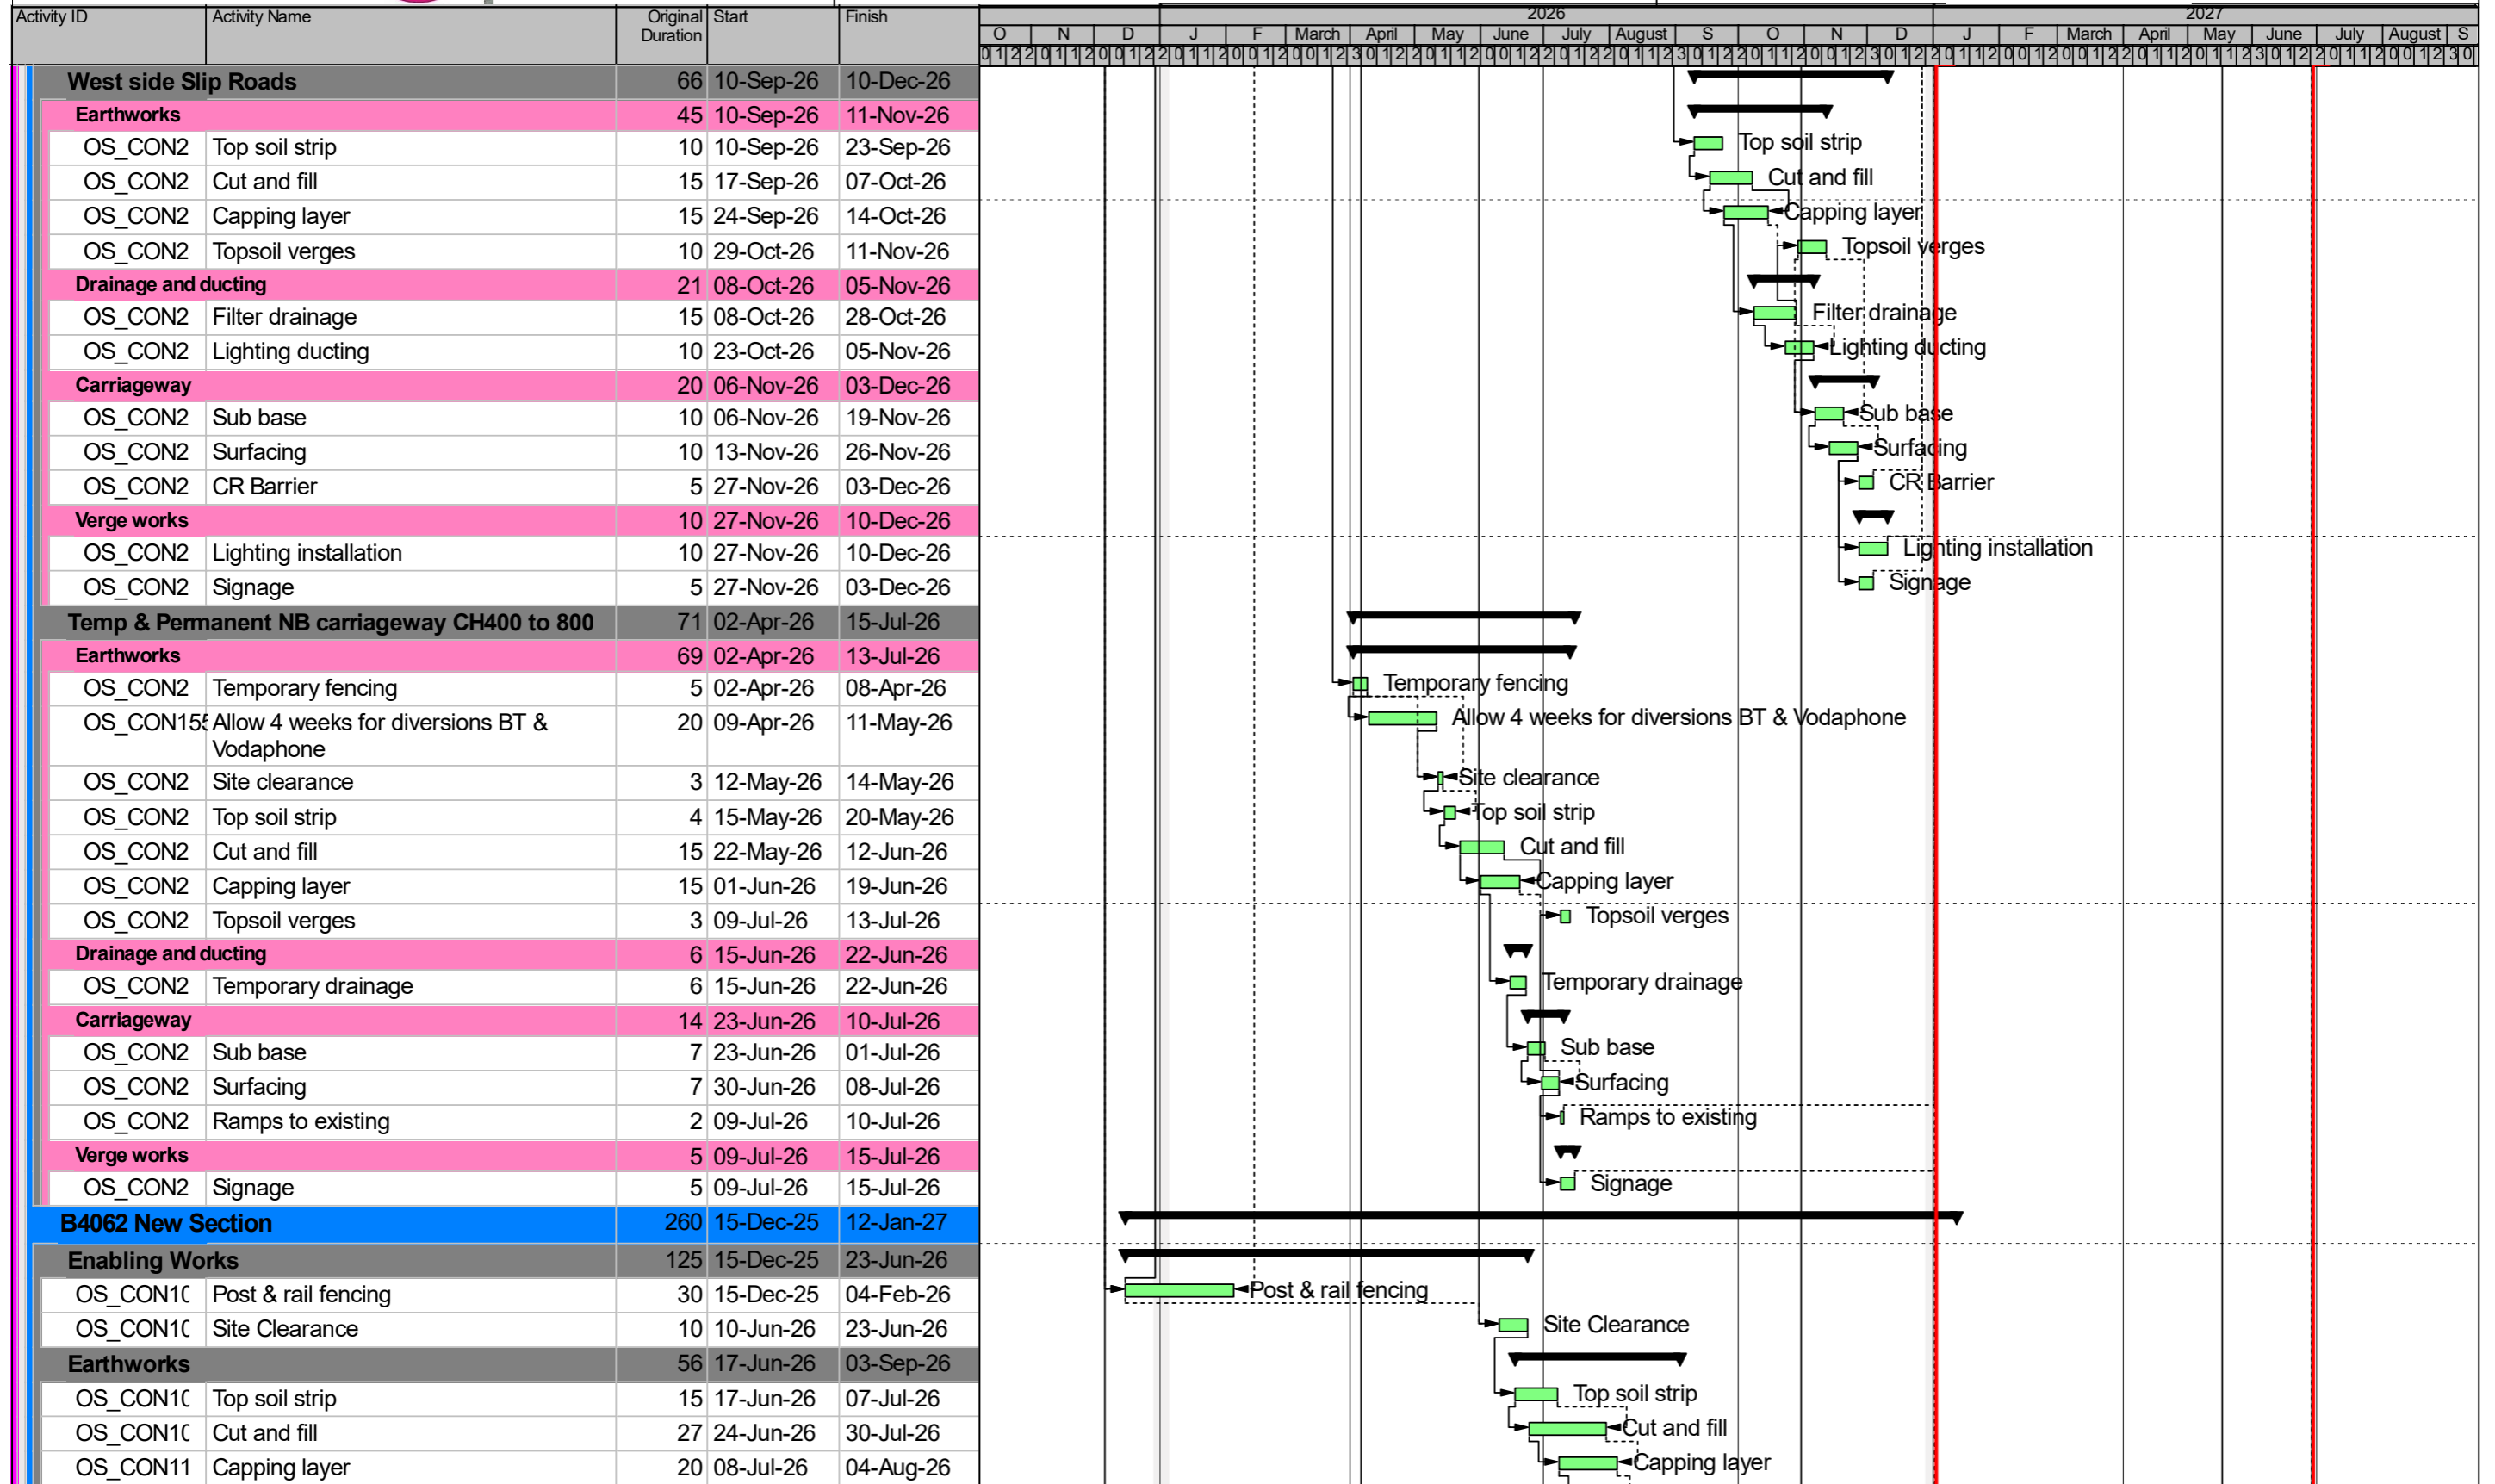 Activity ID Activity Name Original Duration Start Finish
2026 2027
O N D J F March April May June July August S O N D J F March April May June July August S
West side Slip Roads 66 10-Sep-26 10-Dec-26
Earthworks 45 10-Sep-26 11-Nov-26
OS_CON2 Top soil strip 10 10-Sep-26 23-Sep-26 Top soil strip
OS_CON2 Cut and fill 15 17-Sep-26 07-Oct-26 Cut and fill
OS_CON2 Capping layer 15 24-Sep-26 14-Oct-26 Capping layer
OS_CON2 Topsoil verges 10 29-Oct-26 11-Nov-26 Topsoil verges
Drainage and ducting 21 08-Oct-26 05-Nov-26
OS_CON2 Filter drainage 15 08-Oct-26 28-Oct-26 Filter drainage
OS_CON2 Lighting ducting 10 23-Oct-26 05-Nov-26 Lighting ducting
Carriageway 20 06-Nov-26 03-Dec-26
OS_CON2 Sub base 10 06-Nov-26 19-Nov-26 Sub base
OS_CON2 Surfacing 10 13-Nov-26 26-Nov-26 Surfacing
OS_CON2 CR Barrier 5 27-Nov-26 03-Dec-26 CR Barrier
Verge works 10 27-Nov-26 10-Dec-26
OS_CON2 Lighting installation 10 27-Nov-26 10-Dec-26 Lighting installation
OS_CON2 Signage 5 27-Nov-26 03-Dec-26 Signage
Temp & Permanent NB carriageway CH400 to 800 71 02-Apr-26 15-Jul-26
Earthworks 69 02-Apr-26 13-Jul-26
OS_CON2 Temporary fencing 5 02-Apr-26 08-Apr-26 Temporary fencing
OS_CON155 Allow 4 weeks for diversions BT & 20 09-Apr-26 11-May-26 Allow 4 weeks for diversions BT & Vodaphone
Vodaphone
OS_CON2 Site clearance 3 12-May-26 14-May-26 Site clearance
OS_CON2 Top soil strip 4 15-May-26 20-May-26 Top soil strip
OS_CON2 Cut and fill 15 22-May-26 12-Jun-26 Cut and fill
OS_CON2 Capping layer 15 01-Jun-26 19-Jun-26 Capping layer
OS_CON2 Topsoil verges 3 09-Jul-26 13-Jul-26 Topsoil verges
Drainage and ducting 6 15-Jun-26 22-Jun-26
OS_CON2 Temporary drainage 6 15-Jun-26 22-Jun-26 Temporary drainage
Carriageway 14 23-Jun-26 10-Jul-26
OS_CON2 Sub base 7 23-Jun-26 01-Jul-26 Sub base
OS_CON2 Surfacing 7 30-Jun-26 08-Jul-26 Surfacing
OS_CON2 Ramps to existing 2 09-Jul-26 10-Jul-26 Ramps to existing
Verge works 5 09-Jul-26 15-Jul-26
OS_CON2 Signage 5 09-Jul-26 15-Jul-26 Signage
B4062 New Section 260 15-Dec-25 12-Jan-27
Enabling Works 125 15-Dec-25 23-Jun-26
OS_CON10 Post & rail fencing 30 15-Dec-25 04-Feb-26 Post & rail fencing
OS_CON10 Site Clearance 10 10-Jun-26 23-Jun-26 Site Clearance
Earthworks 56 17-Jun-26 03-Sep-26
OS_CON10 Top soil strip 15 17-Jun-26 07-Jul-26 Top soil strip
OS_CON10 Cut and fill 27 24-Jun-26 30-Jul-26 Cut and fill
OS_CON11 Capping layer 20 08-Jul-26 04-Aug-26 Capping layer